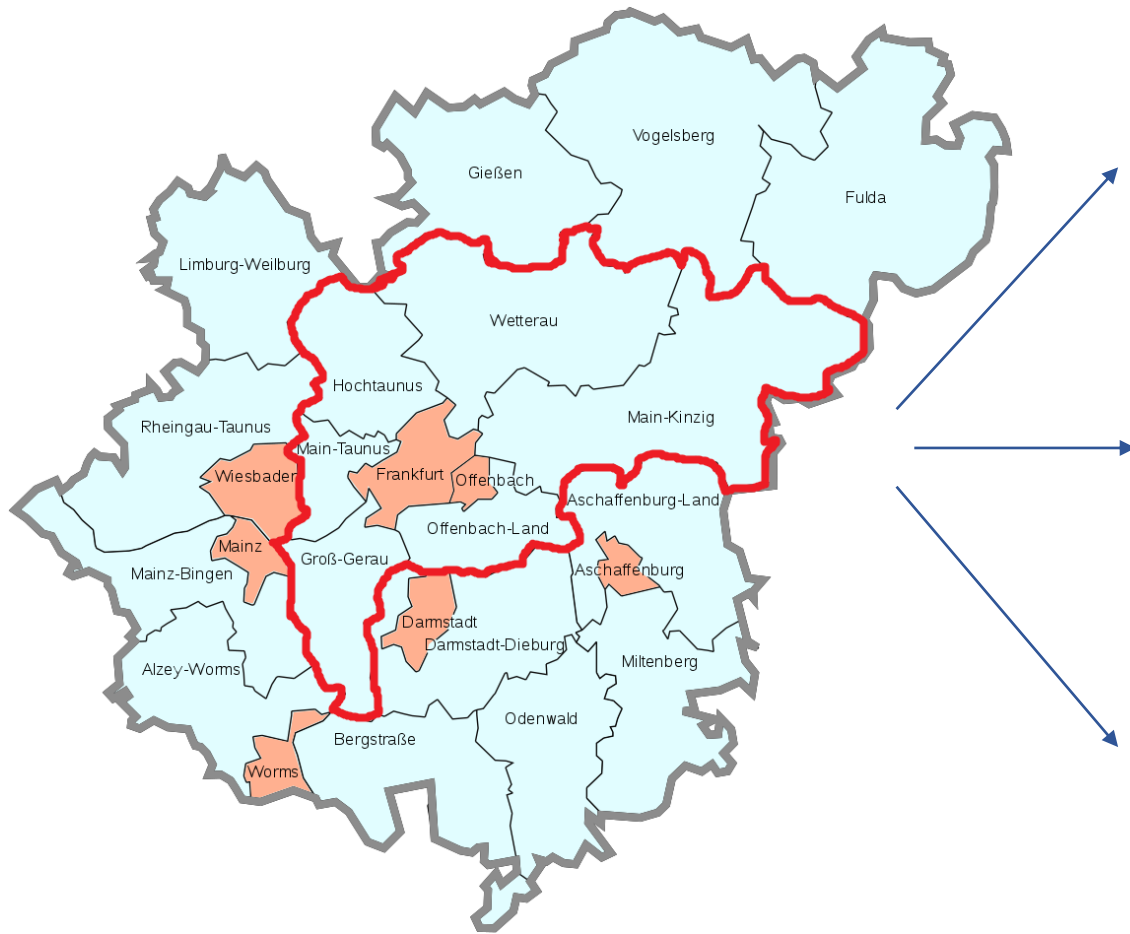 Vogelsberg
Gießen
Fulda
Limburg-Weilburg
Wetterau
Hochtaunus
Main-Kinzig
Rheingau-Taunus
Main-Taunus
Wiesbaden
Frankfurt
Offenbach
Aschaffenburg-Land
Offenbach-Land
Mainz
Groß-Gerau
Mainz-Bingen
Aschaffenburg
Darmstadt
Darmstadt-Dieburg
Miltenberg
Alzey-Worms
Odenwald
Bergstraße
Worms